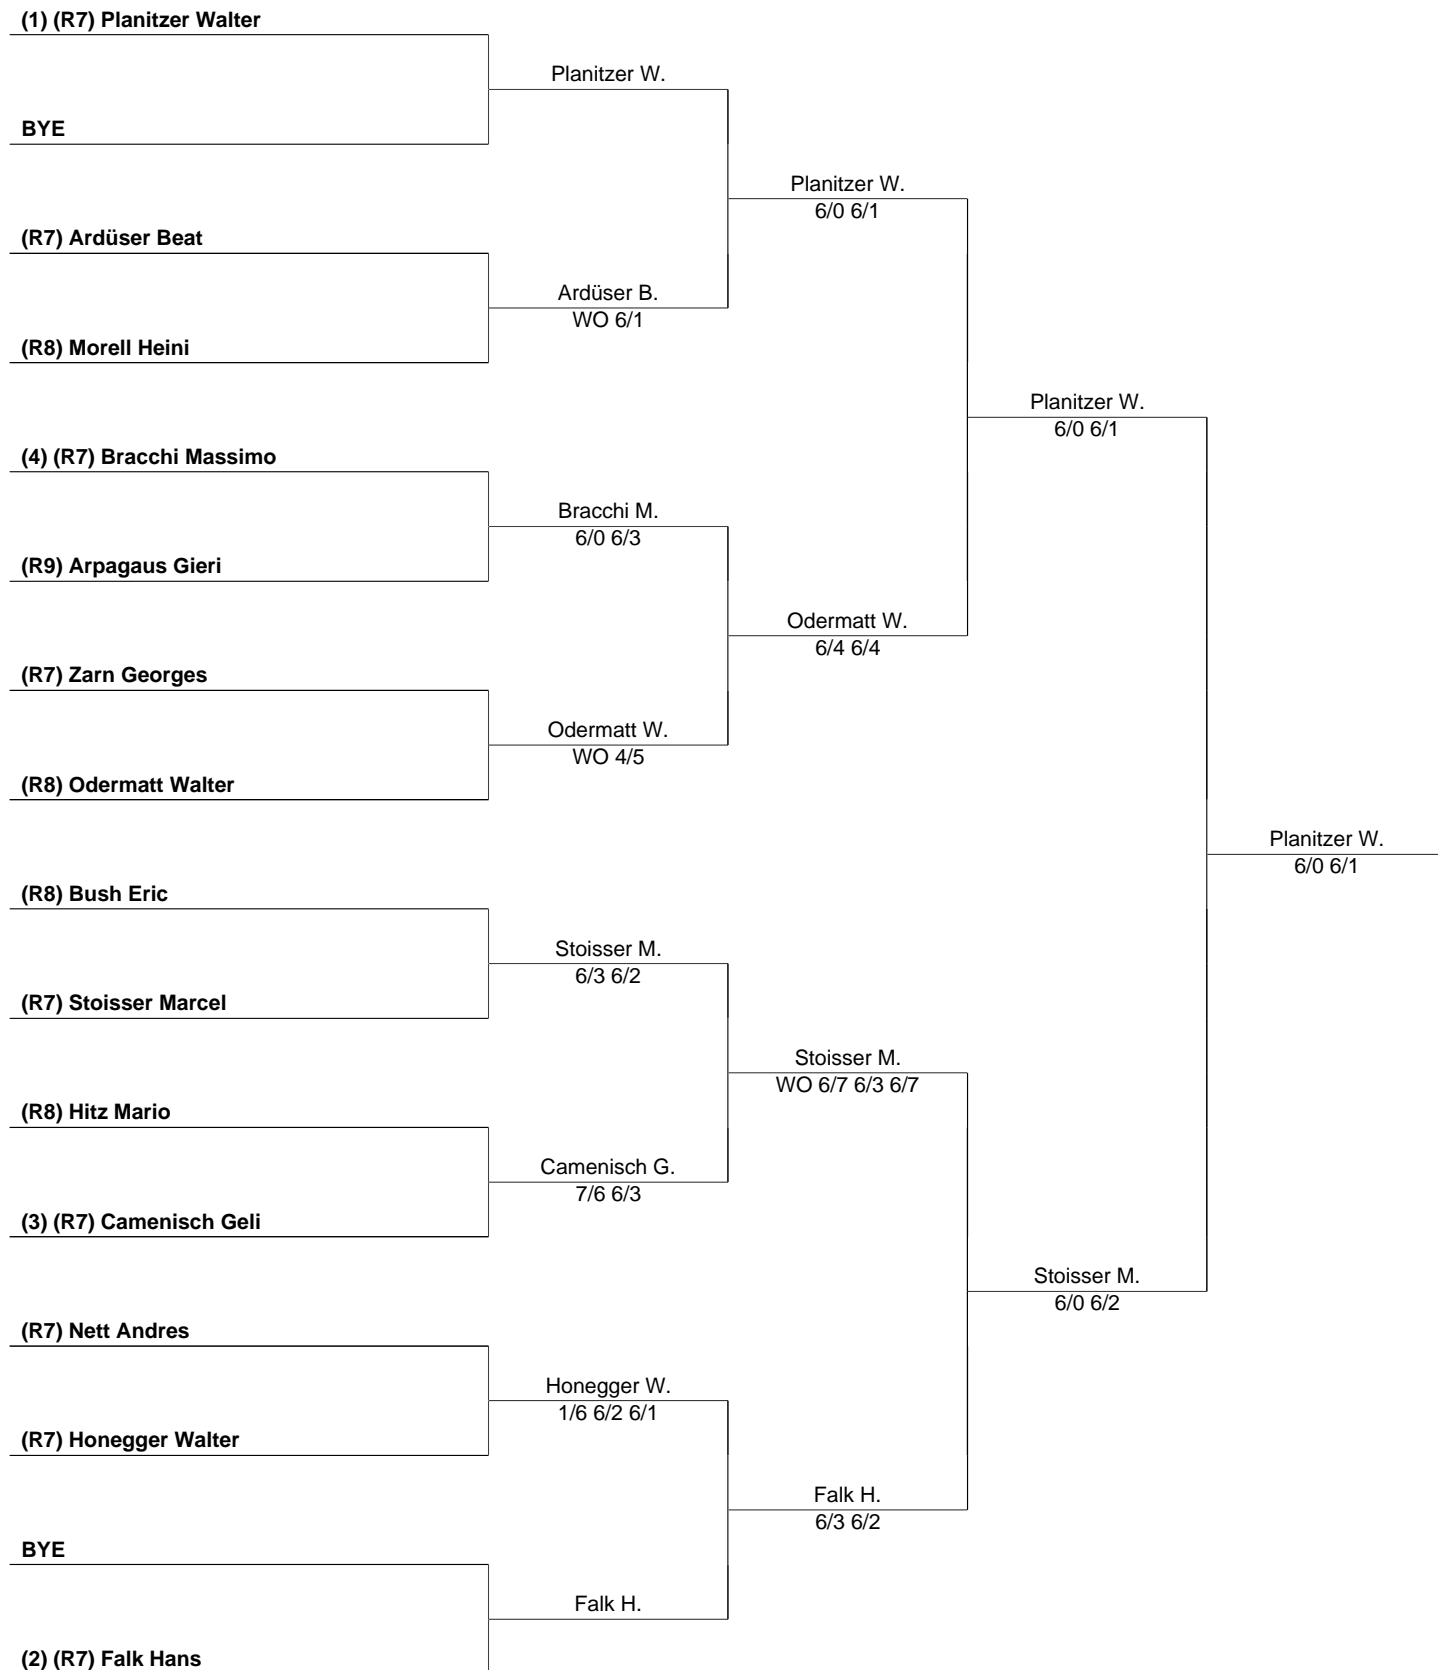 (1) (R7) Planitzer Walter
Planitzer W.
BYE
Planitzer W.
6/0 6/1
(R7) Ardüser Beat
Ardüser B.
WO 6/1
(R8) Morell Heini
Planitzer W.
6/0 6/1
(4) (R7) Bracchi Massimo
Bracchi M.
6/0 6/3
(R9) Arpagaus Gieri
Odermatt W.
6/4 6/4
(R7) Zarn Georges
Odermatt W.
WO 4/5
(R8) Odermatt Walter
Planitzer W.
6/0 6/1
(R8) Bush Eric
Stoisser M.
6/3 6/2
(R7) Stoisser Marcel
Stoisser M.
WO 6/7 6/3 6/7
(R8) Hitz Mario
Camenisch G.
7/6 6/3
(3) (R7) Camenisch Geli
Stoisser M.
6/0 6/2
(R7) Nett Andres
Honegger W.
1/6 6/2 6/1
(R7) Honegger Walter
Falk H.
6/3 6/2
BYE
Falk H.
(2) (R7) Falk Hans